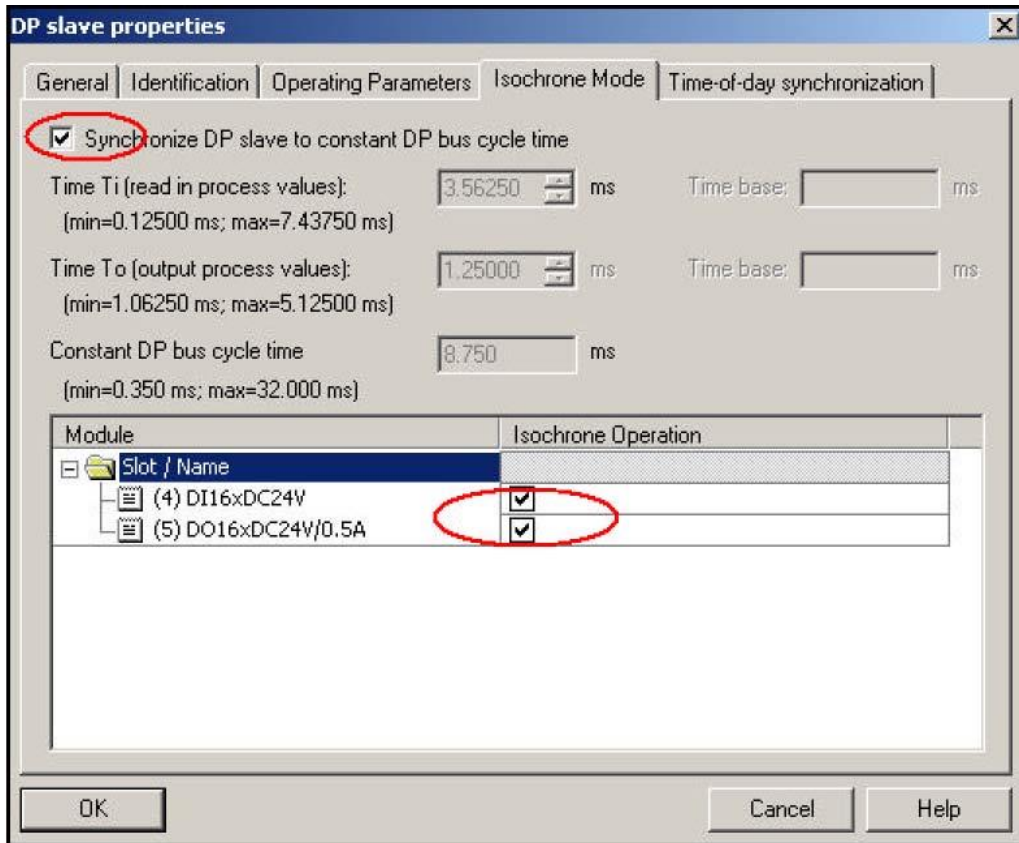 DP slave properties
General Identification Operating Parameters Isochrone Mode Time-of-day synchronization
Synchronize DP slave to constant DP bus cycle time
Time Ti (read in process values): 3.56250 ms Time base: ms
(min=0.12500 ms; max=7.43750 ms)
Time To (output process values): 1.25000 ms Time base: ms
(min=1.06250 ms; max=5.12500 ms)
Constant DP bus cycle time 8.750 ms
(min=0.350 ms; max=32.000 ms)
Module Isochrone Operation
Slot / Name
(4) DI16xDC24V
(5) DO16xDC24V/0.5A
OK Cancel Help